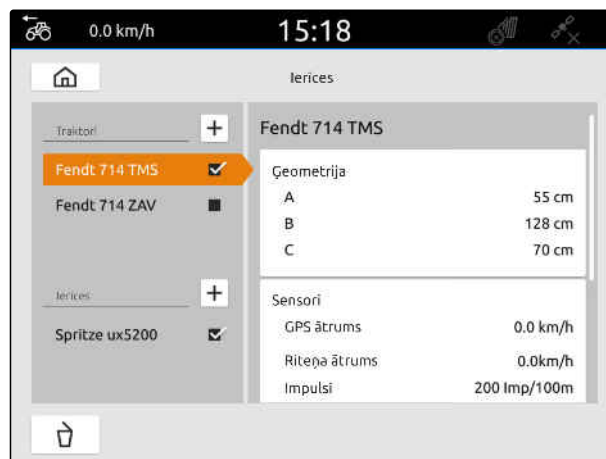 0.0 km/h
15:18
Ierīces
Traktori
Fendt 714 TMS
Fendt 714 ZAV
Ierīces
Spritze ux5200
Fendt 714 TMS
Ģeometrija
A 55 cm
B 128 cm
C 70 cm
Sensori
GPS ātrums 0.0 km/h
Riteņa ātrums 0.0km/h
Impulsi 200 Imp/100m